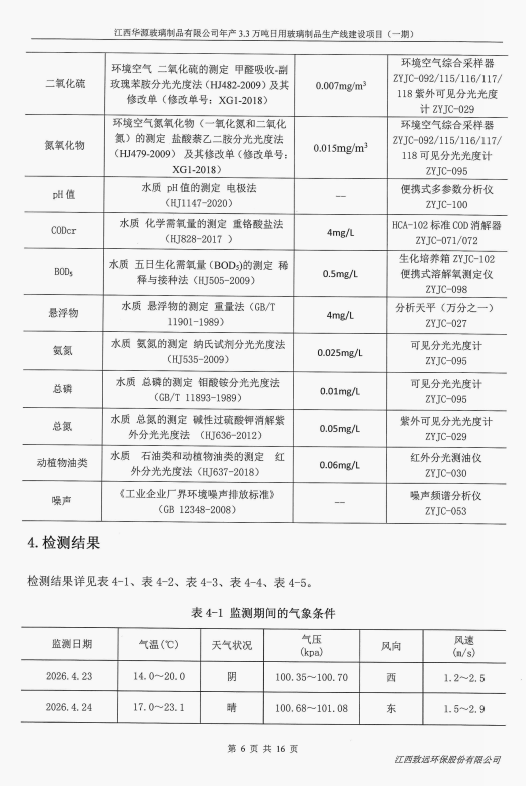 江西华源玻璃制品有限公司年产 3.3 万吨日用玻璃制品生产线建设项目（一期）
二氧化硫
环境空气 二氧化硫的测定 甲醛吸收-副
玫瑰苯胺分光光度法（HJ482-2009）及其
修改单（修改单号：XG1-2018）
0.007mg/m³
环境空气综合采样器
ZYJC-092/115/116/117/
118 紫外可见分光光度
计 ZYJC-029
氮氧化物
环境空气氮氧化物（一氧化氮和二氧化
氮）的测定 盐酸萘乙二胺分光光度法
（HJ479-2009） 及其修改单（修改单号：
XG1-2018）
0.015mg/m³
环境空气综合采样器
ZYJC-092/115/116/117/
118 可见分光光度计
ZYJC-095
pH 值
水质 pH 值的测定 电极法
（HJ1147-2020）
——
便携式多参数分析仪
ZYJC-100
CODcr
水质 化学需氧量的测定 重铬酸盐法
（HJ828-2017 ）
4mg/L
HCA-102 标准 COD 消解器
ZYJC-071/072
BOD₅
水质 五日生化需氧量（BOD₅)的测定 稀
释与接种法（HJ505-2009）
0.5mg/L
生化培养箱 ZYJC-102
便携式溶解氧测定仪
ZYJC-098
悬浮物
水质 悬浮物的测定 重量法（GB/T
11901-1989）
4mg/L
分析天平（万分之一）
ZYJC-027
氨氮
水质 氨氮的测定 纳氏试剂分光光度法
（HJ535-2009）
0.025mg/L
可见分光光度计
ZYJC-095
总磷
水质 总磷的测定 钼酸铵分光光度法
（GB/T 11893-1989）
0.01mg/L
可见分光光度计
ZYJC-095
总氮
水质 总氮的测定 碱性过硫酸钾消解紫
外分光光度法 （HJ636-2012）
0.05mg/L
紫外可见分光光度计
ZYJC-029
动植物油类
水质 石油类和动植物油类的测定 红
外分光光度法（HJ637-2018）
0.06mg/L
红外分光测油仪
ZYJC-030
噪声
《工业企业厂界环境噪声排放标准》
（GB 12348-2008）
——
噪声频谱分析仪
ZYJC-053
4.检测结果
检测结果详见表 4-1、表 4-2、表 4-3、表 4-4、表 4-5。
表 4-1 监测期间的气象条件
监测日期
气温(℃)
天气状况
气压
(kpa)
风向
风速
(m/s)
2026.4.23
14.0～20.0
阴
100.35～100.70
西
1.2～2.5
2026.4.24
17.0～23.1
晴
100.68～101.08
东
1.5～2.9
第 6 页 共 16 页
江西致远环保股份有限公司